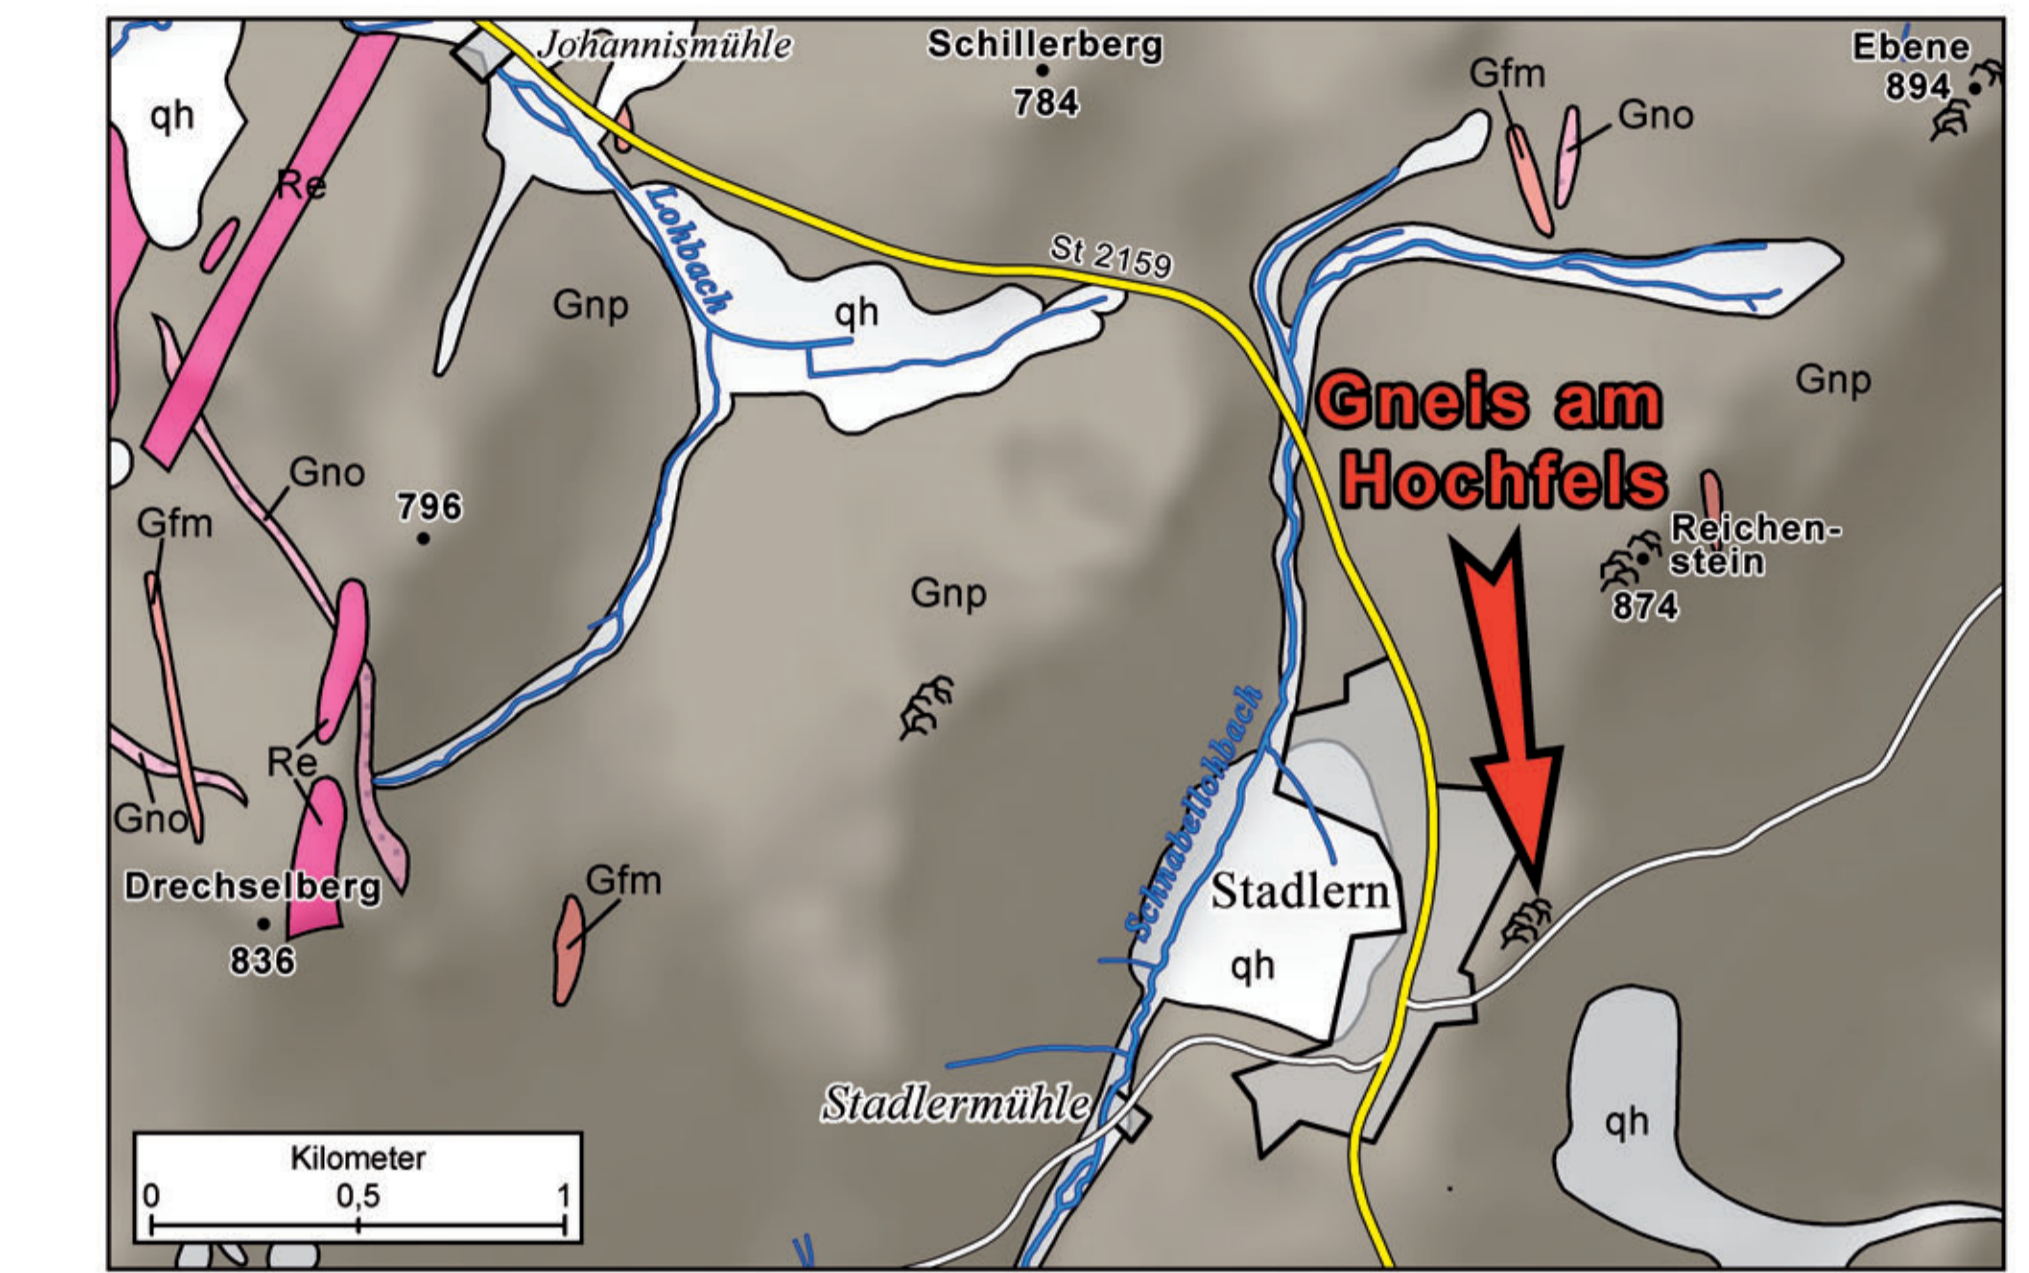 Johannismühle
Schillerberg
784
Ebene
894
Gfm
Gno
qh
Re
Lohbach
St 2159
Gnp
qh
Gnp
Gneis am
Hochfels
Gno
796
Gfm
Reichen-
stein
874
Gnp
Schnabellohbach
Re
Gno
Drechselberg
836
Gfm
Stadlern
qh
Stadlermühle
qh
Kilometer
0 0,5 1